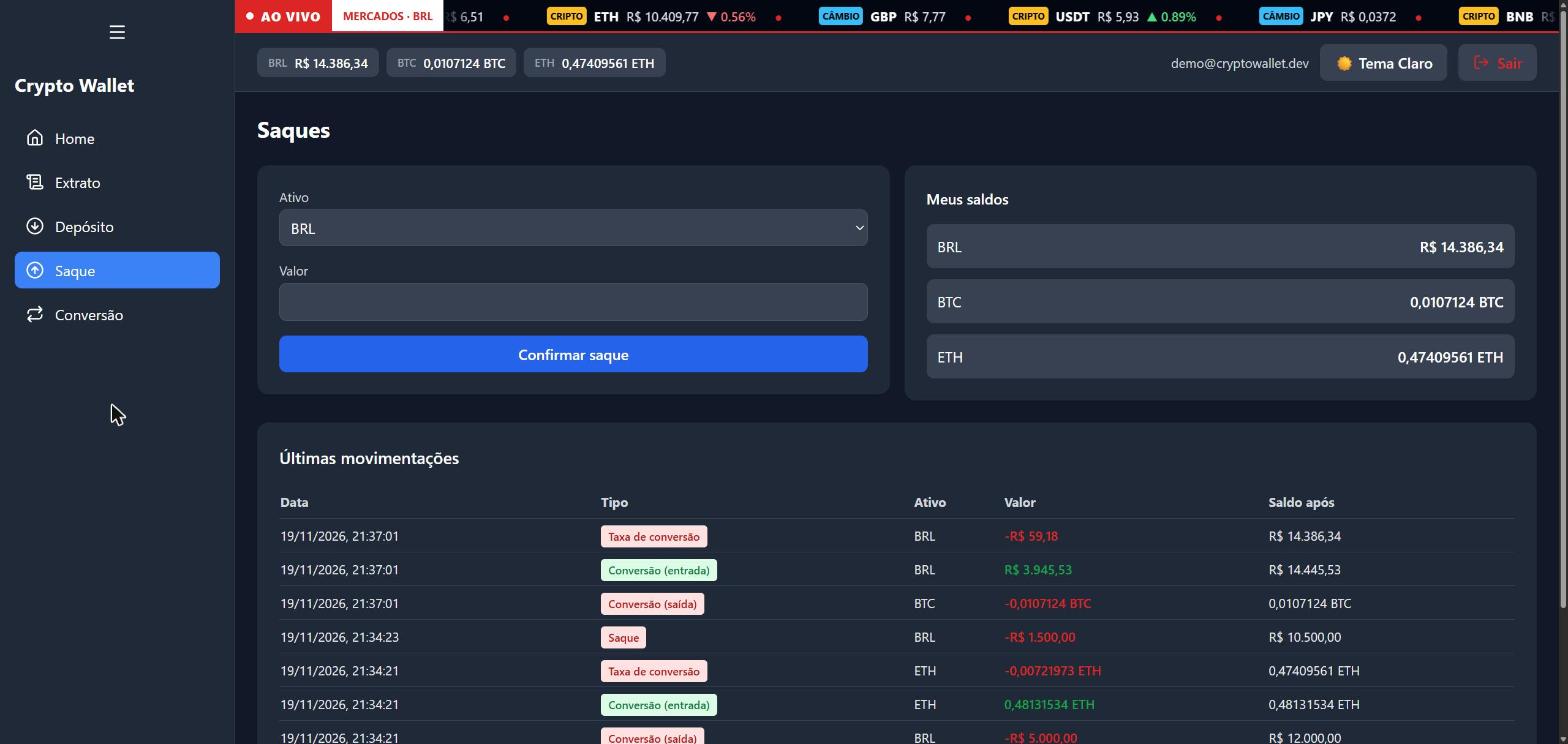 AO VIVO
MERCADOS · BRL
R$ 6,51
CRIPTO ETH R$ 10.409,77 ▼ 0.56%
CÂMBIO GBP R$ 7,77
CRIPTO USDT R$ 5,93 ▲ 0.89%
CÂMBIO JPY R$ 0,0372
CRIPTO BNB R$
BRL R$ 14.386,34
BTC 0,0107124 BTC
ETH 0,47409561 ETH
demo@cryptowallet.dev
Tema Claro
Sair
Crypto Wallet
Home
Extrato
Depósito
Saque
Conversão
Saques
Ativo
BRL
Valor
Confirmar saque
Meus saldos
BRL R$ 14.386,34
BTC 0,0107124 BTC
ETH 0,47409561 ETH
Últimas movimentações
Data Tipo Ativo Valor Saldo após
19/11/2026, 21:37:01 Taxa de conversão BRL -R$ 59,18 R$ 14.386,34
19/11/2026, 21:37:01 Conversão (entrada) BRL R$ 3.945,53 R$ 14.445,53
19/11/2026, 21:37:01 Conversão (saída) BTC -0,0107124 BTC 0,0107124 BTC
19/11/2026, 21:34:23 Saque BRL -R$ 1.500,00 R$ 10.500,00
19/11/2026, 21:34:21 Taxa de conversão ETH -0,00721973 ETH 0,47409561 ETH
19/11/2026, 21:34:21 Conversão (entrada) ETH 0,48131534 ETH 0,48131534 ETH
19/11/2026, 21:34:21 Conversão (saída) BRL -R$ 5.000,00 R$ 12.000,00